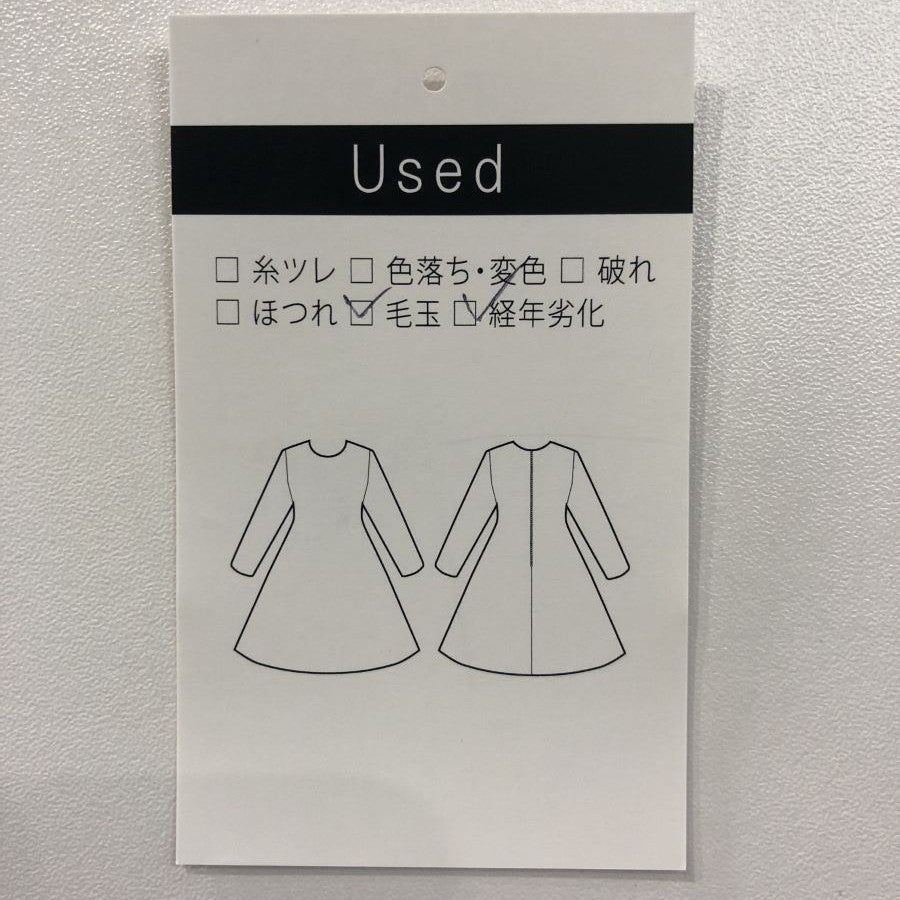 Used
□ 糸ツレ □ 色落ち・変色 □ 破れ
□ ほつれ ☑ 毛玉 ☑ 経年劣化